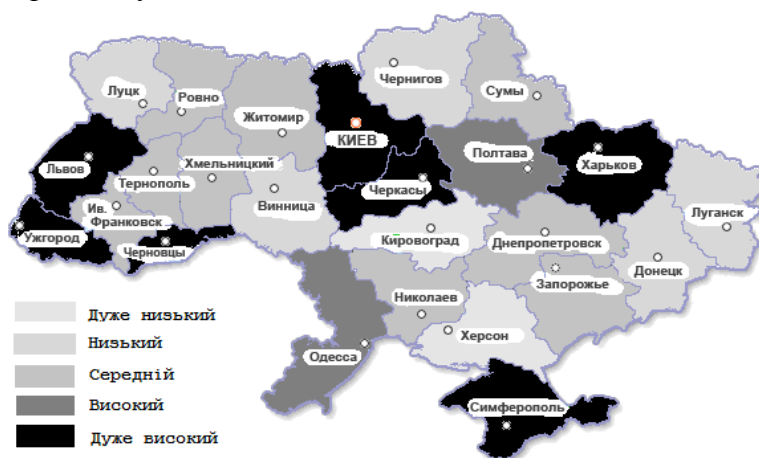 Чернигов
Луцк
Ровно
Сумы
Житомир
КИЕВ
Полтава
Харьков
Львов
Хмельницкий
Тернополь
Черкасы
Винница
Ив.
Франковск
Луганск
Ужгород
Черновцы
Кировоград
Днепропетровск
Донецк
Запорожье
Николаев
Херсон
Одесса
Симферополь
Дуже низький
Низький
Середній
Високий
Дуже високий